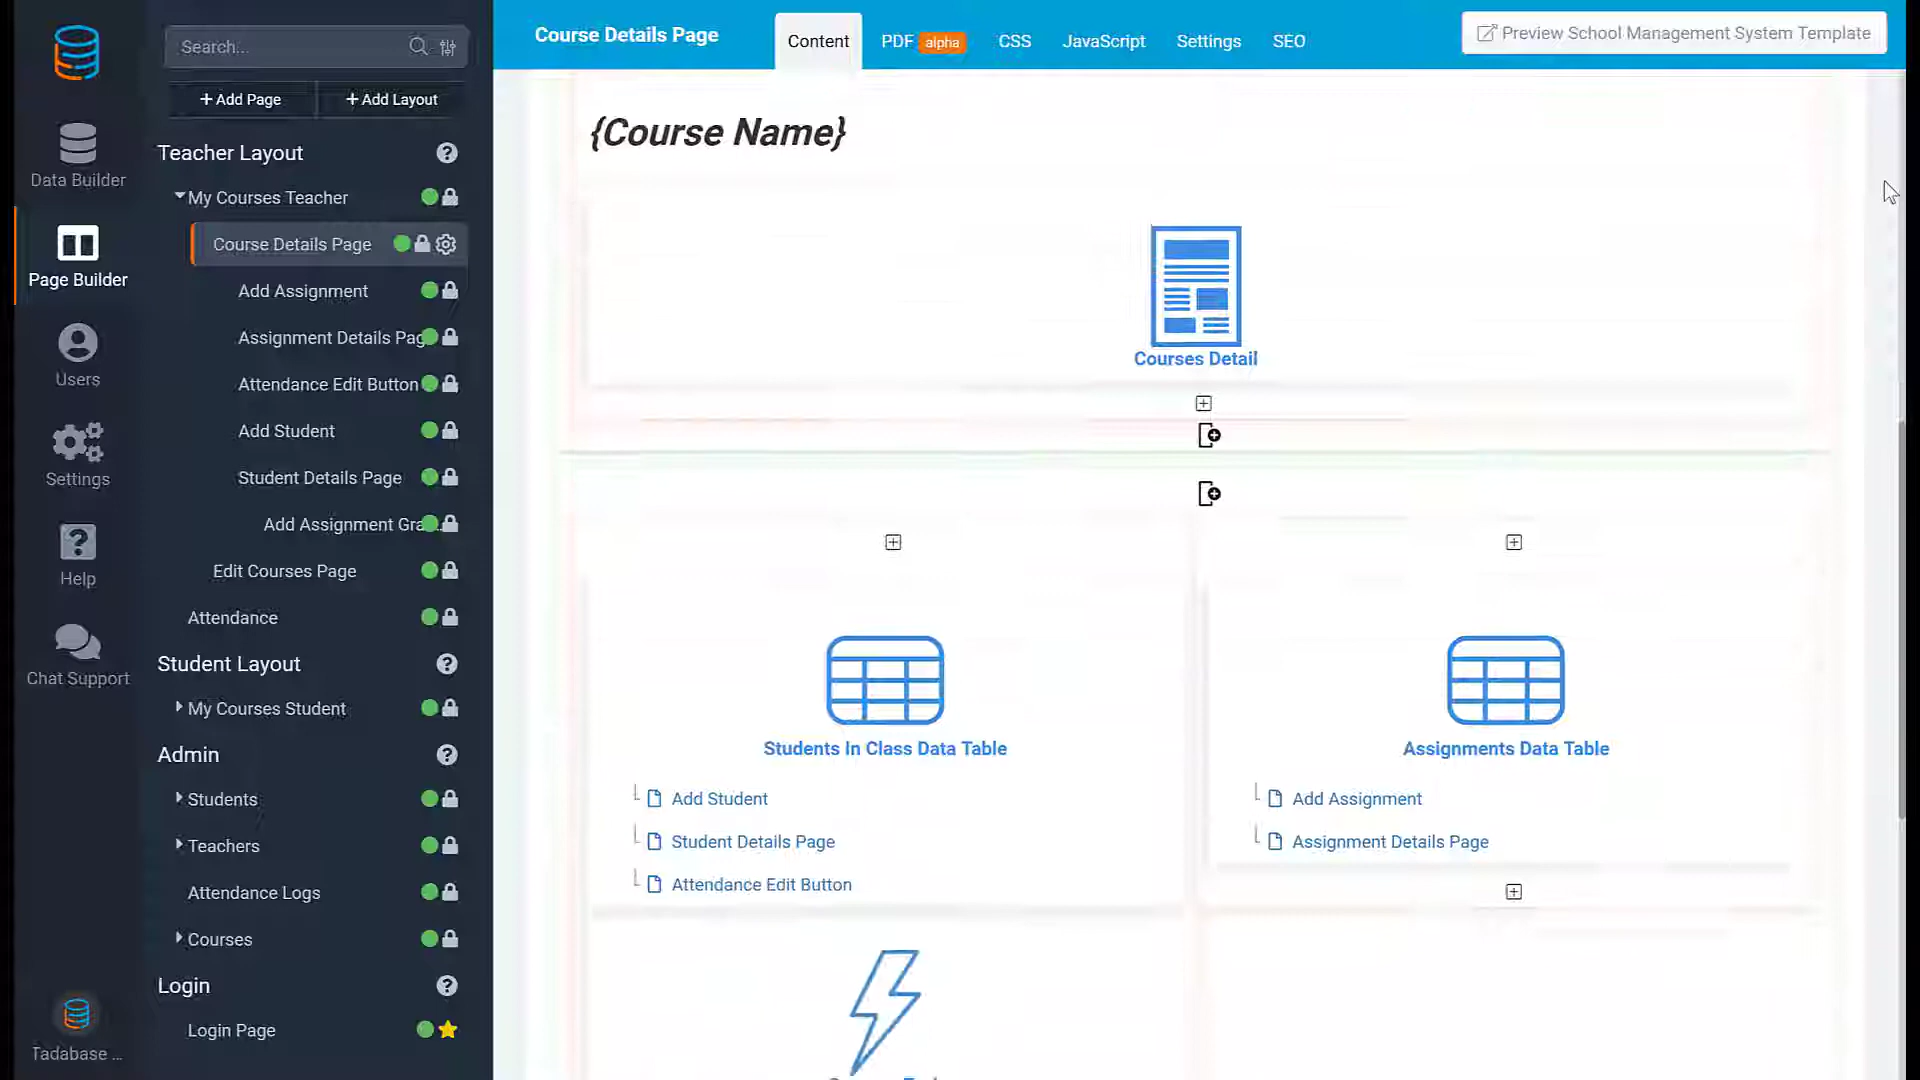 Search...
Add Page
Add Layout
Teacher Layout
My Courses Teacher
Course Details Page
Add Assignment
Assignment Details Pag
Attendance Edit Button
Add Student
Student Details Page
Add Assignment Gra...
Edit Courses Page
Attendance
Student Layout
My Courses Student
Admin
Students
Teachers
Attendance Logs
Courses
Login
Login Page
Data Builder
Page Builder
Users
Settings
Help
Chat Support
Tadabase ...
Course Details Page
Content
PDF alpha
CSS
JavaScript
Settings
SEO
Preview School Management System Template
{Course Name}
Courses Detail
Students In Class Data Table
Add Student
Student Details Page
Attendance Edit Button
Assignments Data Table
Add Assignment
Assignment Details Page